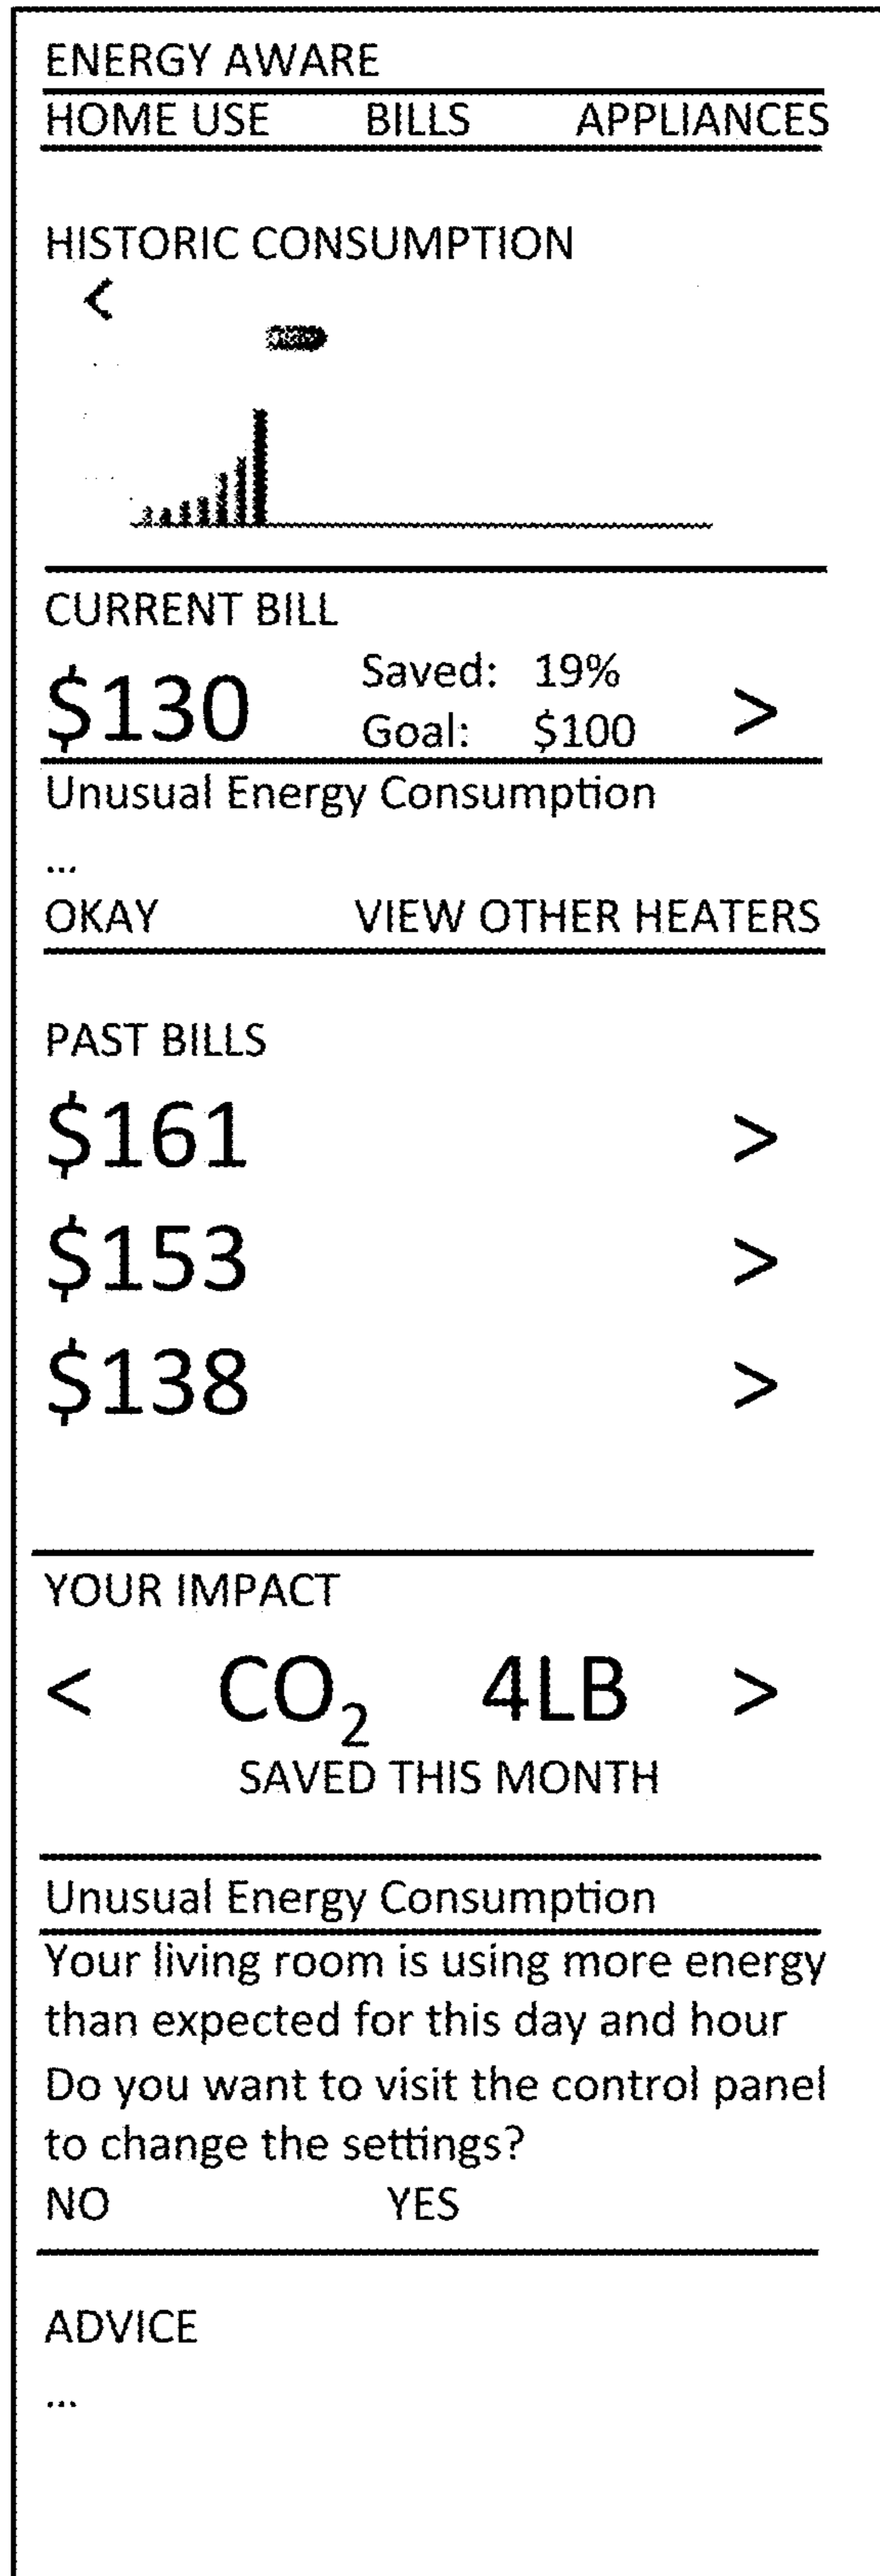 ENERGY AWARE
HOME USE BILLS APPLIANCES
HISTORIC CONSUMPTION
<
CURRENT BILL
$130 Saved: 19% >
Goal: $100
Unusual Energy Consumption
...
OKAY VIEW OTHER HEATERS
PAST BILLS
$161 >
$153 >
$138 >
YOUR IMPACT
< CO₂ 4LB >
SAVED THIS MONTH
Unusual Energy Consumption
Your living room is using more energy
than expected for this day and hour
Do you want to visit the control panel
to change the settings?
NO YES
ADVICE
...